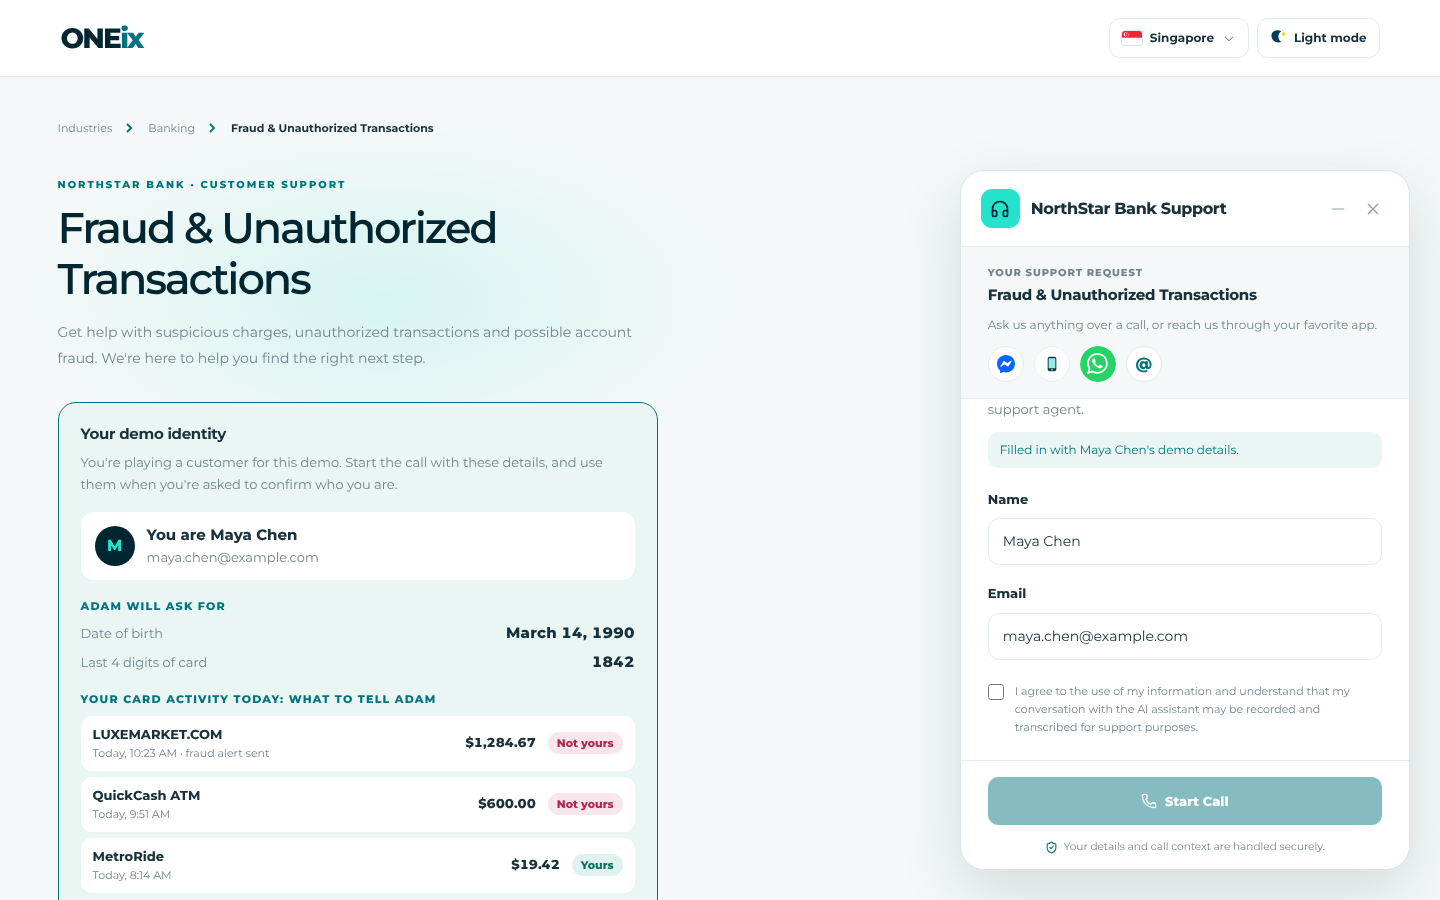 ONEix
Singapore
Light mode
Industries
Banking
Fraud & Unauthorized Transactions
NORTHSTAR BANK · CUSTOMER SUPPORT
Fraud & Unauthorized
Transactions
Get help with suspicious charges, unauthorized transactions and possible account
fraud. We're here to help you find the right next step.
Your demo identity
You're playing a customer for this demo. Start the call with these details, and use
them when you're asked to confirm who you are.
M
You are Maya Chen
maya.chen@example.com
ADAM WILL ASK FOR
Date of birth
March 14, 1990
Last 4 digits of card
1842
YOUR CARD ACTIVITY TODAY: WHAT TO TELL ADAM
LUXEMARKET.COM
Today, 10:23 AM · fraud alert sent
$1,284.67
Not yours
QuickCash ATM
Today, 9:51 AM
$600.00
Not yours
MetroRide
Today, 8:14 AM
$19.42
Yours
NorthStar Bank Support
YOUR SUPPORT REQUEST
Fraud & Unauthorized Transactions
Ask us anything over a call, or reach us through your favorite app.
@
support agent.
Filled in with Maya Chen's demo details.
Name
Maya Chen
Email
maya.chen@example.com
I agree to the use of my information and understand that my
conversation with the AI assistant may be recorded and
transcribed for support purposes.
Start Call
Your details and call context are handled securely.